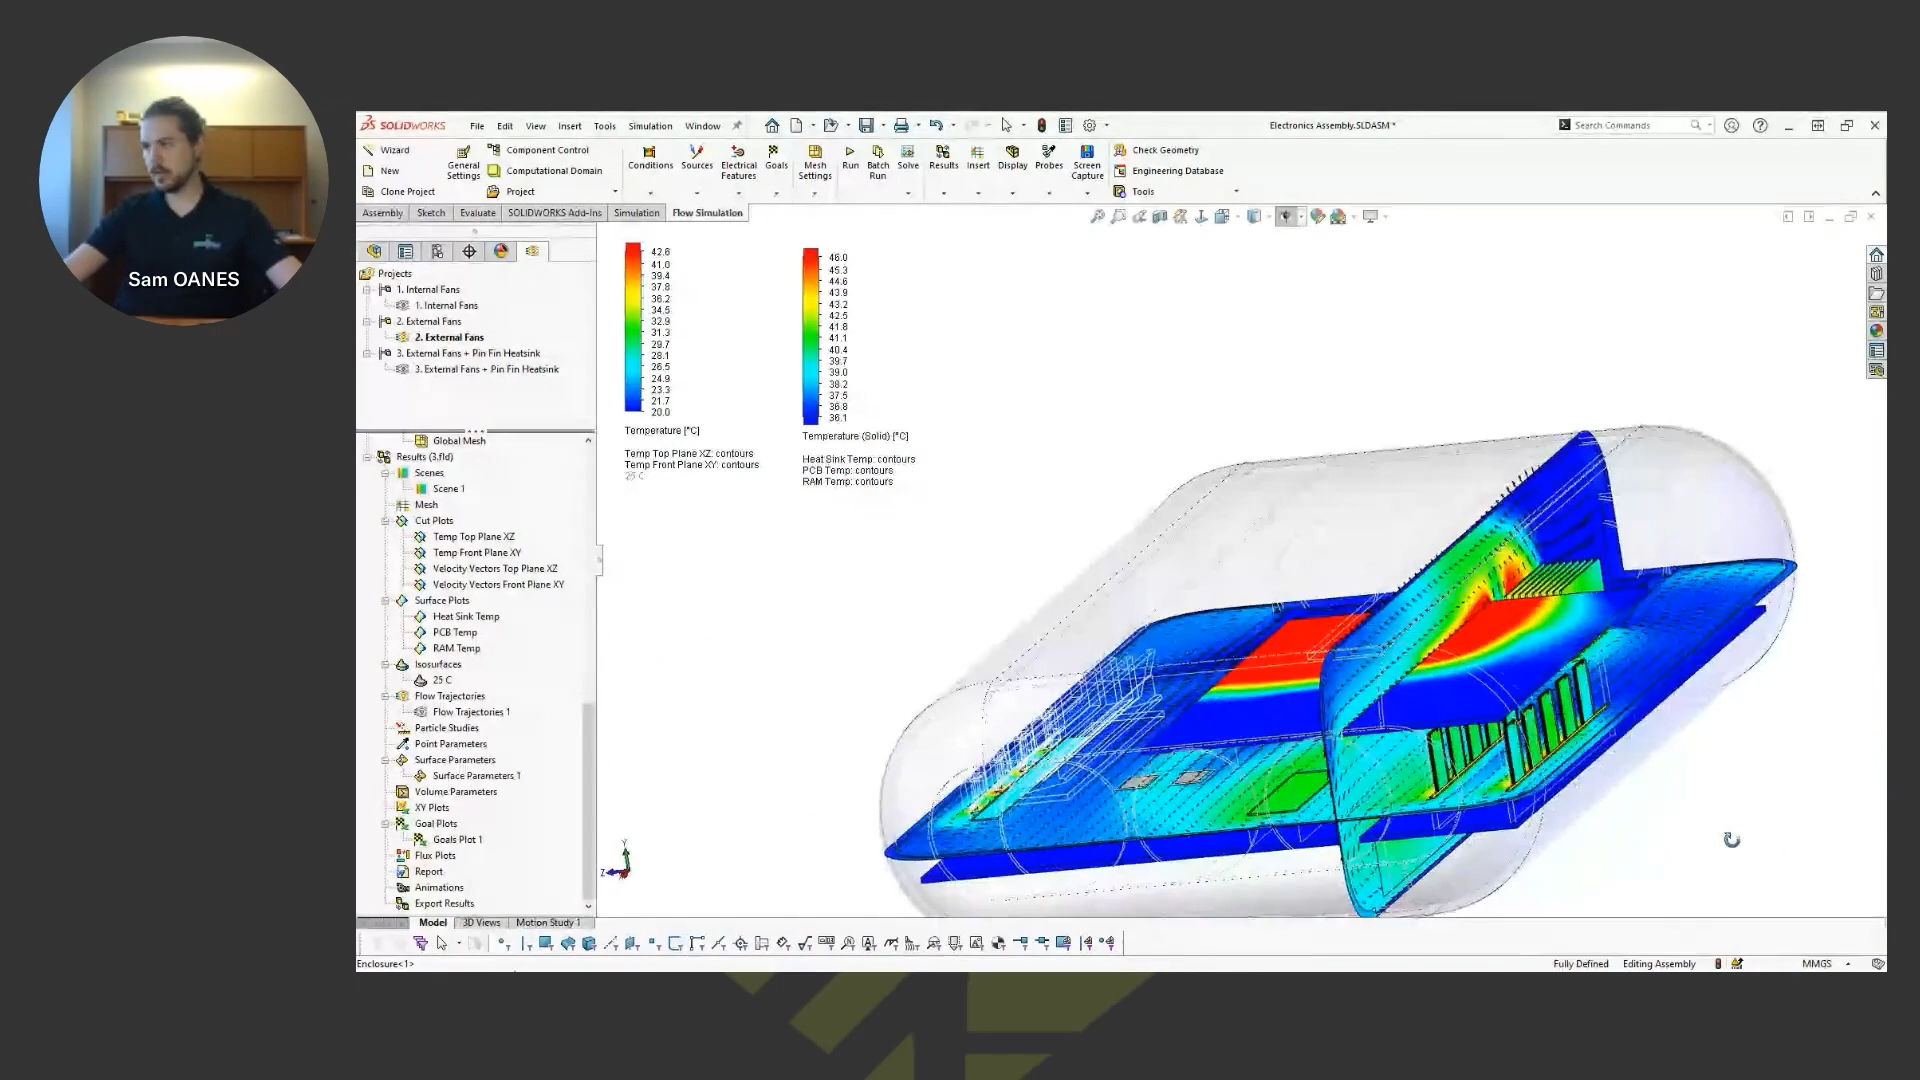 Sam OANES
SOLIDWORKS
File Edit View Insert Tools Simulation Window
Electronics Assembly.SLDASM *
Search Commands
Wizard
New
Clone Project
General Settings
Component Control
Computational Domain
Project
Conditions
Sources
Electrical Features
Goals
Mesh Settings
Run
Batch Run
Solve
Results
Insert
Display
Probes
Screen Capture
Check Geometry
Engineering Database
Tools
Assembly Sketch Evaluate SOLIDWORKS Add-Ins Simulation Flow Simulation
Projects
1. Internal Fans
1. Internal Fans
2. External Fans
2. External Fans
3. External Fans + Pin Fin Heatsink
3. External Fans + Pin Fin Heatsink
Global Mesh
Results (3.fld)
Scenes
Scene 1
Mesh
Cut Plots
Temp Top Plane XZ
Temp Front Plane XY
Velocity Vectors Top Plane XZ
Velocity Vectors Front Plane XY
Surface Plots
Heat Sink Temp
PCB Temp
RAM Temp
Isosurfaces
25 C
Flow Trajectories
Flow Trajectories 1
Particle Studies
Point Parameters
Surface Parameters
Surface Parameters 1
Volume Parameters
XY Plots
Goal Plots
Goals Plot 1
Flux Plots
Report
Animations
Export Results
42.6
41.0
39.4
37.8
36.2
34.5
32.9
31.3
29.7
28.1
26.5
24.9
23.3
21.7
20.0
Temperature [°C]
Temp Top Plane XZ: contours
Temp Front Plane XY: contours
25 C
46.0
45.3
44.6
43.9
43.2
42.5
41.8
41.1
40.4
39.7
39.0
38.2
37.5
36.8
36.1
Temperature (Solid) [°C]
Heat Sink Temp: contours
PCB Temp: contours
RAM Temp: contours
Y
Z
Model 3D Views Motion Study 1
Enclosure<1>
Fully Defined Editing Assembly MMGS